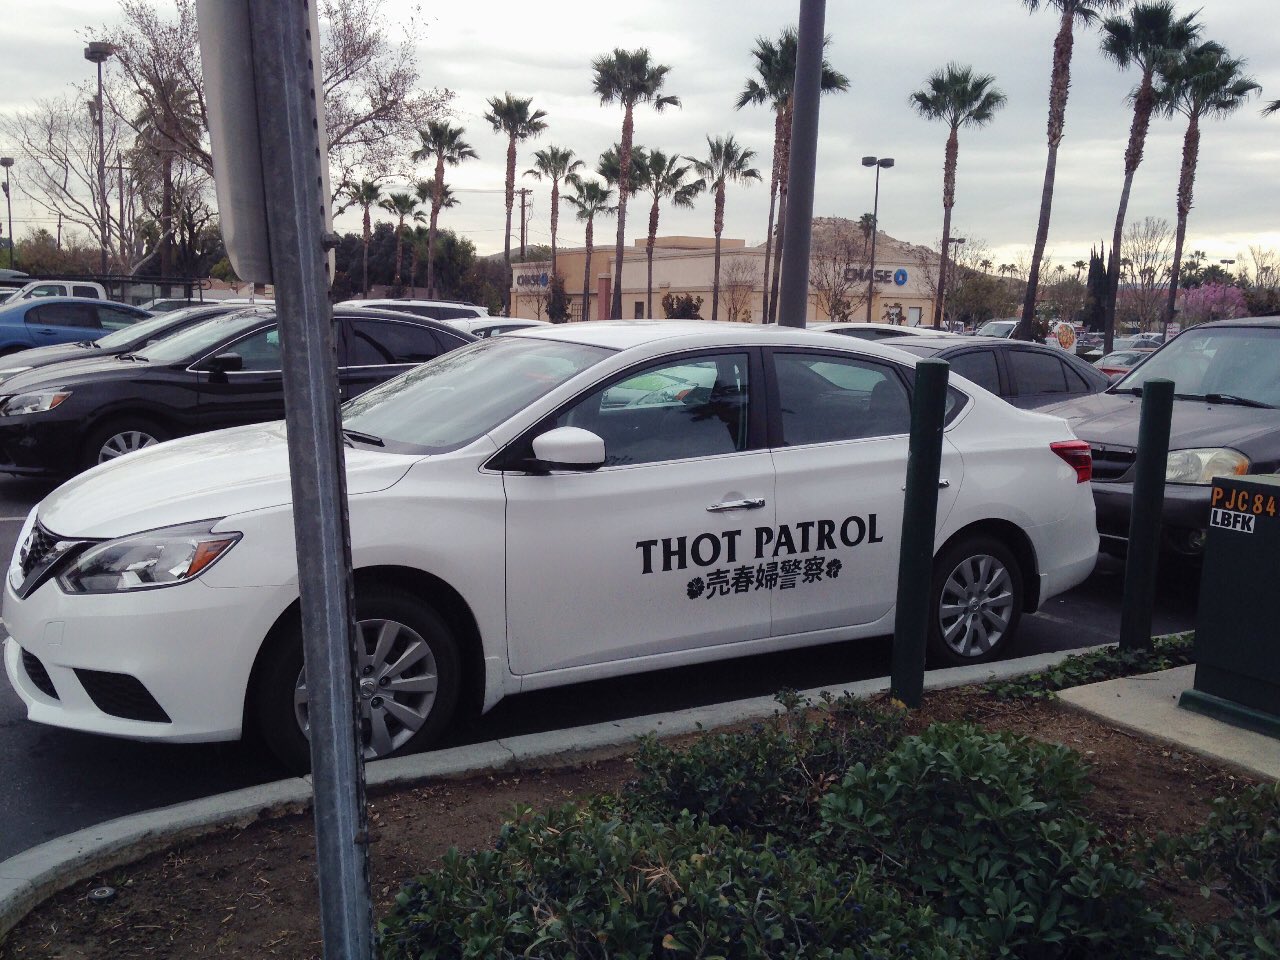 CHASE
CHASE
THOT PATROL
売春婦警察
PJC84
LBFK